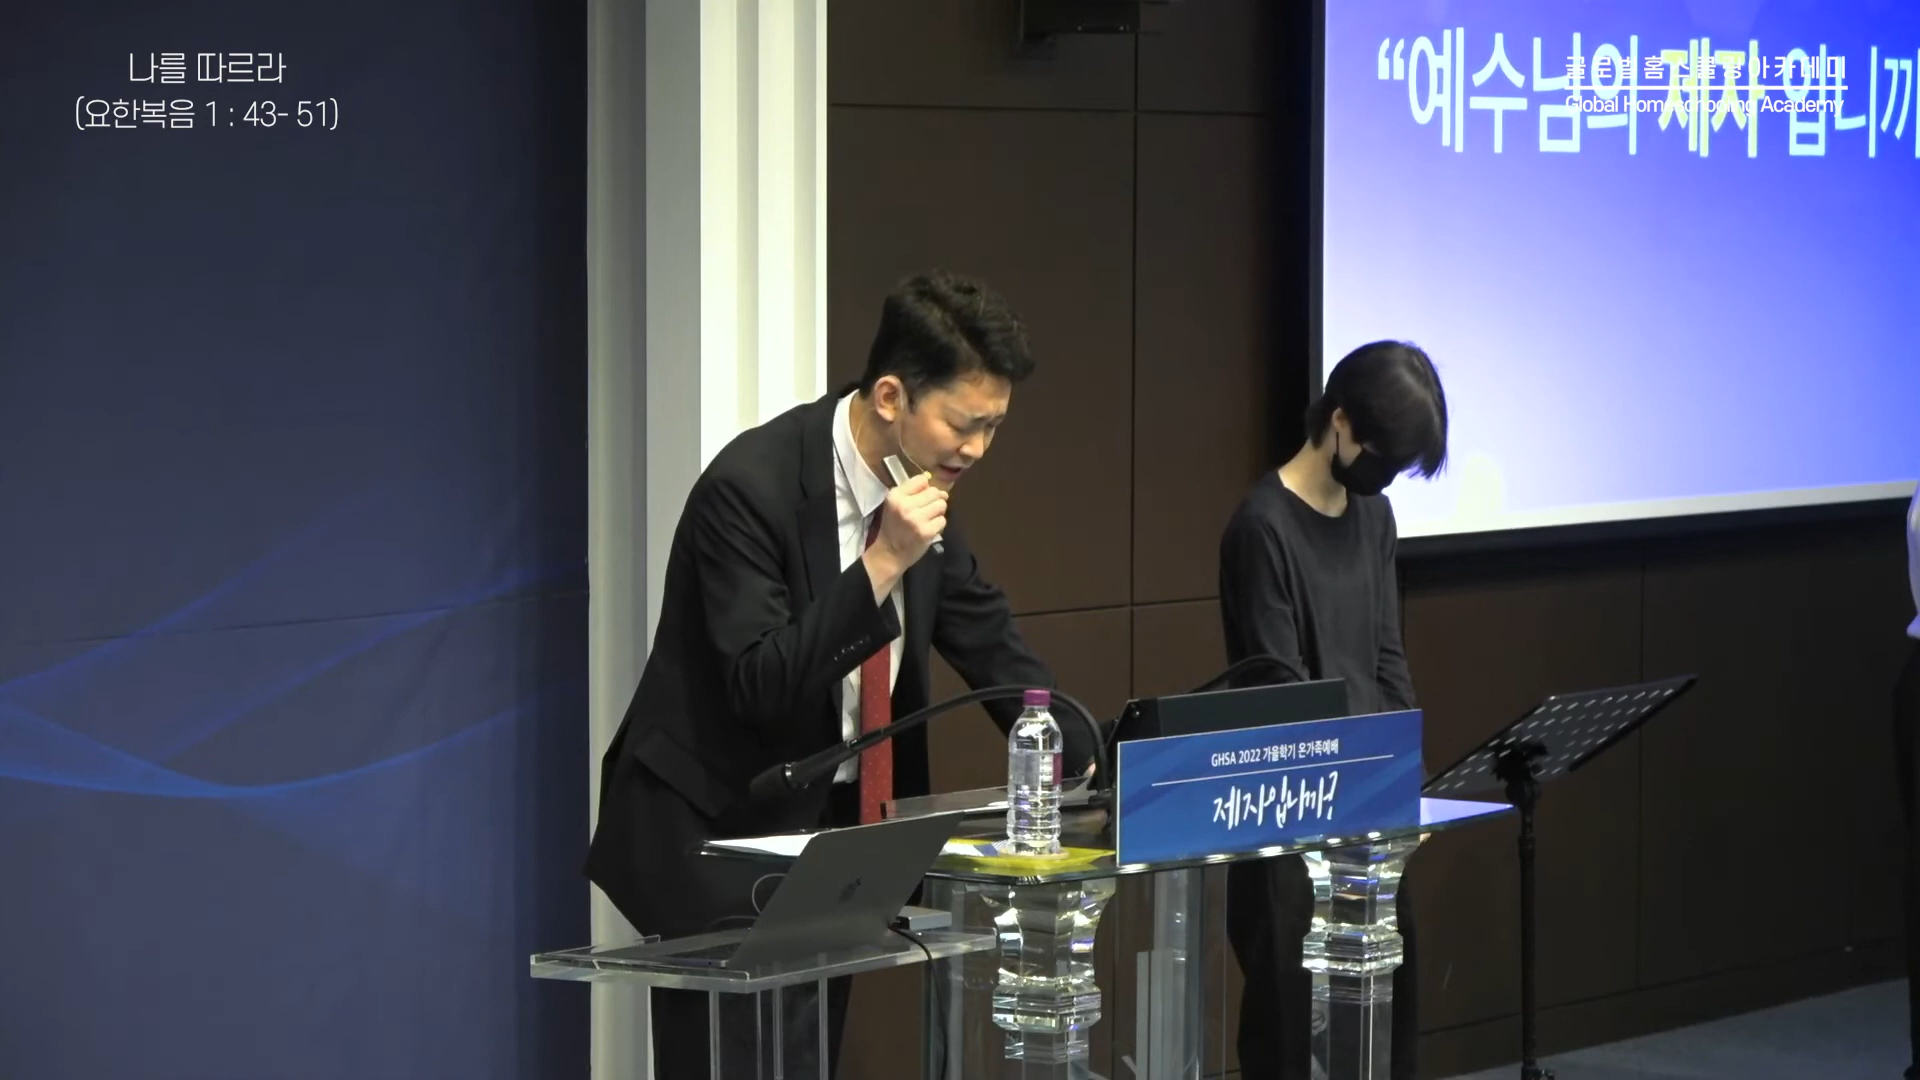 나를 따르라
(요한복음 1 : 43- 51)
글로벌홈스쿨링아카데미
Global Homeschooling Academy
“예수님의 제자 입니까
GHSA 2022 가을학기 온가족예배
제자입니까?